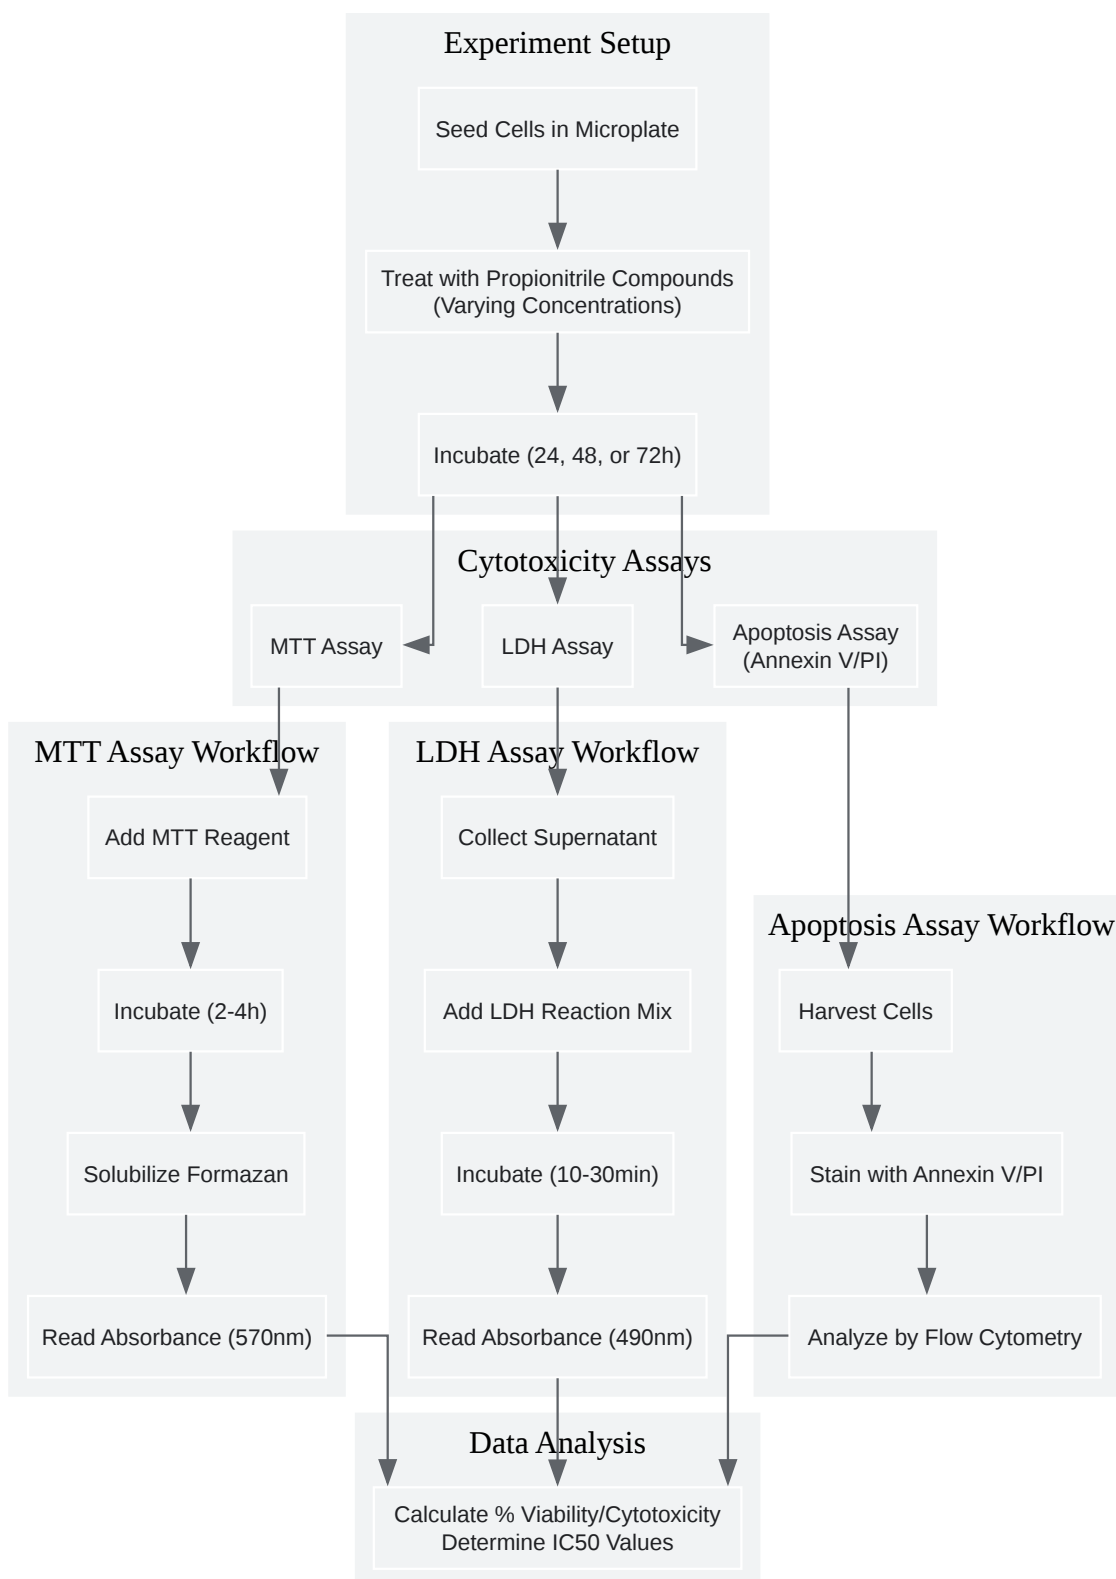 Experiment Setup
Seed Cells in Microplate
Treat with Propionitrile Compounds
(Varying Concentrations)
Incubate (24, 48, or 72h)
Cytotoxicity Assays
MTT Assay
LDH Assay
Apoptosis Assay
(Annexin V/PI)
MTT Assay Workflow
Add MTT Reagent
Incubate (2-4h)
Solubilize Formazan
Read Absorbance (570nm)
LDH Assay Workflow
Collect Supernatant
Add LDH Reaction Mix
Incubate (10-30min)
Read Absorbance (490nm)
Apoptosis Assay Workflow
Harvest Cells
Stain with Annexin V/PI
Analyze by Flow Cytometry
Data Analysis
Calculate % Viability/Cytotoxicity
Determine IC50 Values